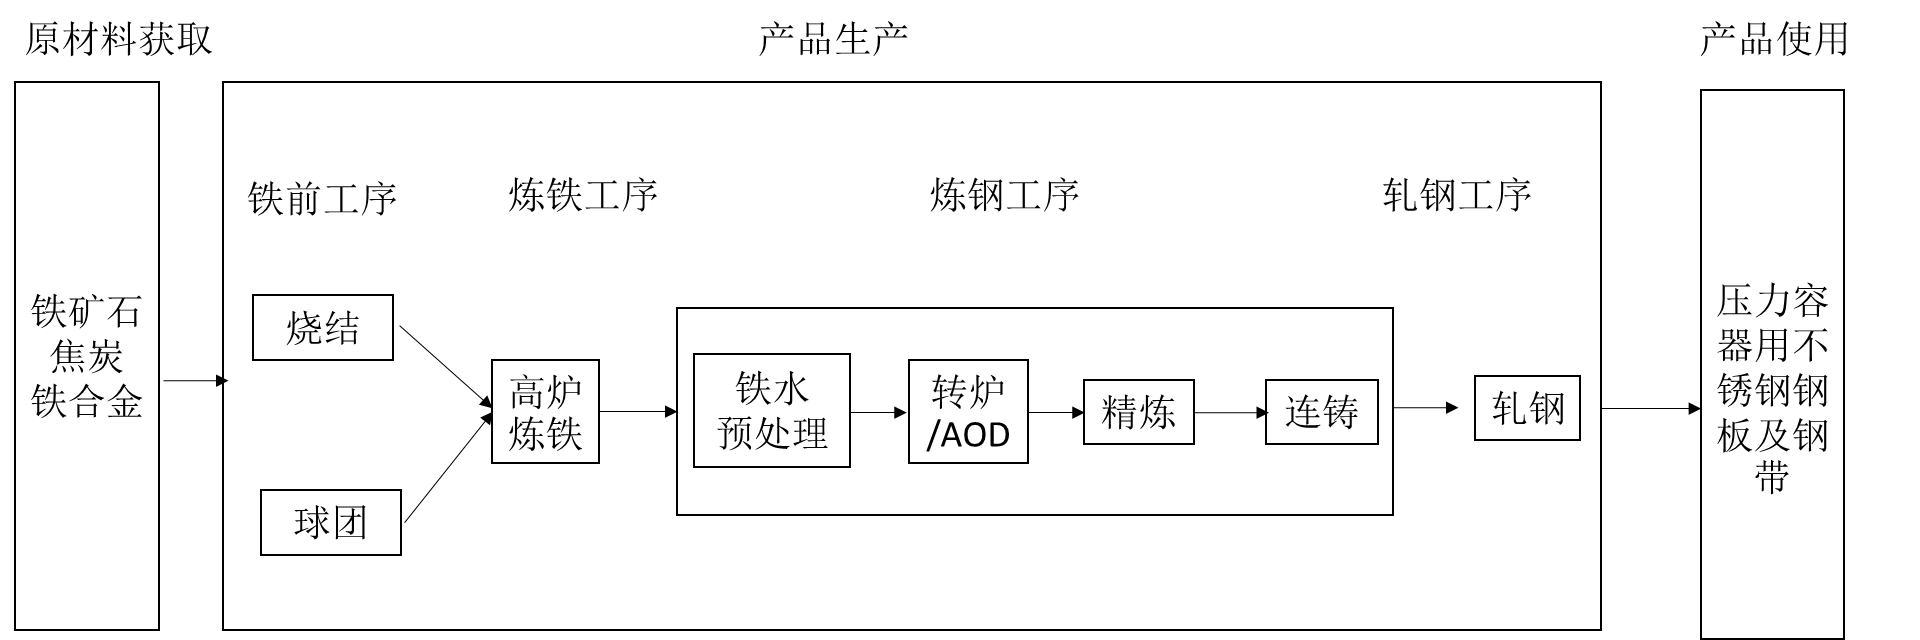 原材料获取
产品生产
产品使用
铁矿石
焦炭
铁合金
铁前工序
炼铁工序
炼钢工序
轧钢工序
烧结
球团
高炉
炼铁
铁水
预处理
转炉
/AOD
精炼
连铸
轧钢
压力容
器用不
锈钢钢
板及钢
带